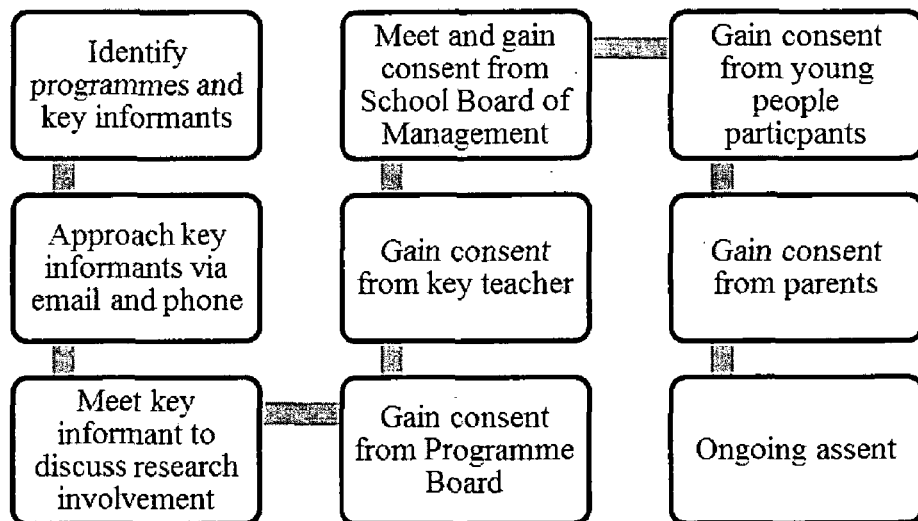 Identify
programmes and
key informants
Approach key
informants via
email and phone
Meet key
informant to
discuss research
involvement
Gain consent
from Programme
Board
Gain consent
from key teacher
Meet and gain
consent from
School Board of
Management
Gain consent
from young
people
particpants
Gain consent
from parents
Ongoing assent